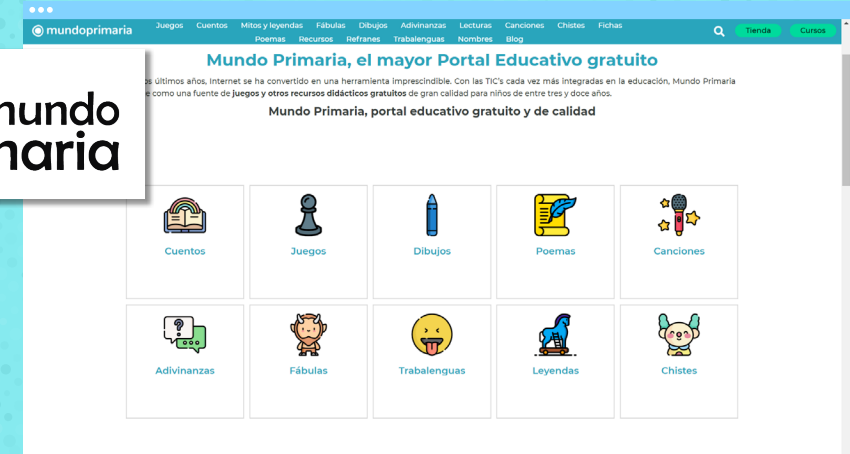 mundoprimaria
Juegos Cuentos Mitos y leyendas Fábulas Dibujos Adivinanzas Lecturas Canciones Chistes Fichas
Poemas Recursos Refranes Trabalenguas Nombres Blog
Tienda Cursos
Mundo Primaria, el mayor Portal Educativo gratuito
últimos años, Internet se ha convertido en una herramienta imprescindible. Con las TIC's cada vez más integradas en la educación, Mundo Primaria
como una fuente de juegos y otros recursos didácticos gratuitos de gran calidad para niños de entre tres y doce años.
Mundo Primaria, portal educativo gratuito y de calidad
Cuentos Juegos Dibujos Poemas Canciones
?
Adivinanzas Fábulas Trabalenguas Leyendas Chistes